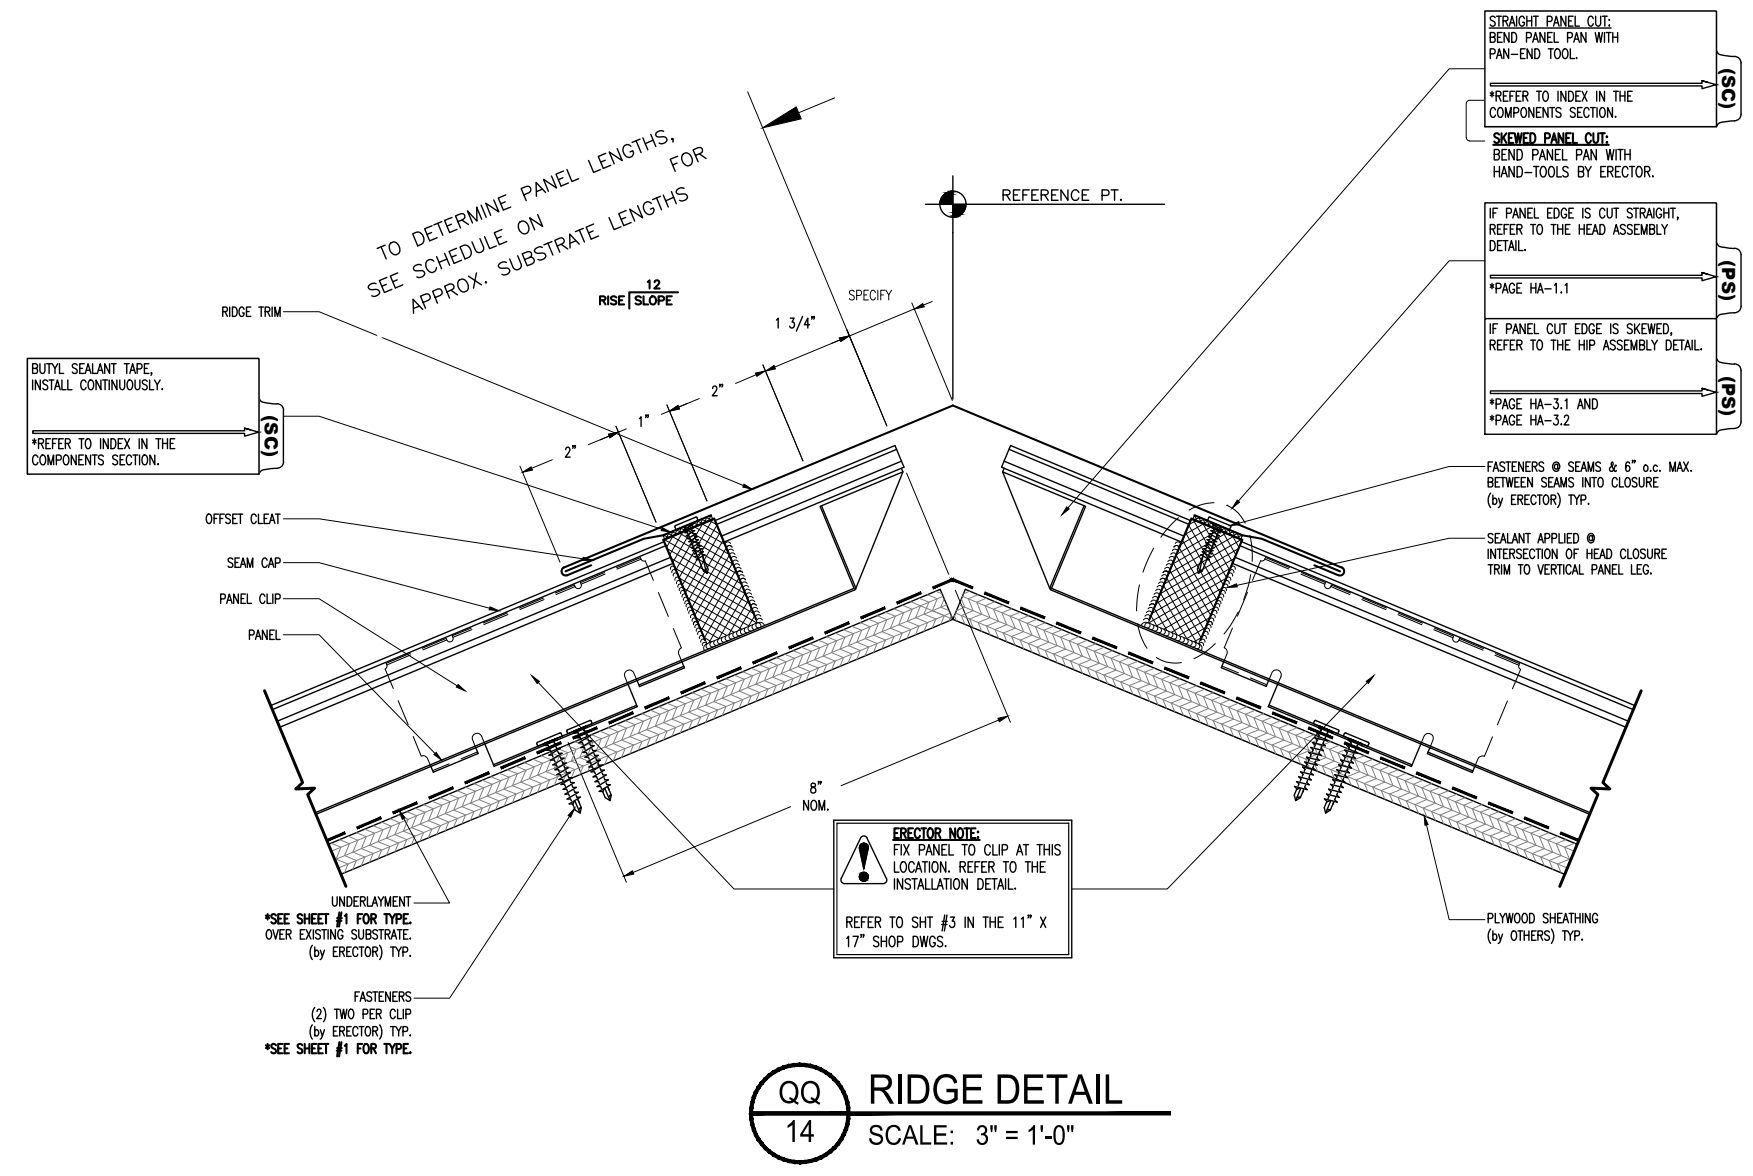 STRAIGHT PANEL CUT:
BEND PANEL PAN WITH
PAN-END TOOL.
(SC)
*REFER TO INDEX IN THE
COMPONENTS SECTION.
SKEWED PANEL CUT:
BEND PANEL PAN WITH
HAND-TOOLS BY ERECTOR.
TO DETERMINE PANEL LENGTHS,
SEE SCHEDULE ON FOR
APPROX. SUBSTRATE LENGTHS
REFERENCE PT.
IF PANEL EDGE IS CUT STRAIGHT,
REFER TO THE HEAD ASSEMBLY
DETAIL.
(PS)
*PAGE HA-1.1
IF PANEL CUT EDGE IS SKEWED,
REFER TO THE HIP ASSEMBLY DETAIL.
(PS)
*PAGE HA-3.1 AND
*PAGE HA-3.2
12
RISE SLOPE
SPECIFY
1 3/4"
2"
1"
2"
RIDGE TRIM
BUTYL SEALANT TAPE,
INSTALL CONTINUOUSLY.
(SC)
*REFER TO INDEX IN THE
COMPONENTS SECTION.
OFFSET CLEAT
SEAM CAP
PANEL CLIP
PANEL
FASTENERS @ SEAMS & 6" o.c. MAX.
BETWEEN SEAMS INTO CLOSURE
(by ERECTOR) TYP.
SEALANT APPLIED @
INTERSECTION OF HEAD CLOSURE
TRIM TO VERTICAL PANEL LEG.
8"
NOM.
ERECTOR NOTE:
FIX PANEL TO CLIP AT THIS
LOCATION. REFER TO THE
INSTALLATION DETAIL.
REFER TO SHT #3 IN THE 11" X
17" SHOP DWGS.
UNDERLAYMENT
*SEE SHEET #1 FOR TYPE.
OVER EXISTING SUBSTRATE.
(by ERECTOR) TYP.
FASTENERS
(2) TWO PER CLIP
(by ERECTOR) TYP.
*SEE SHEET #1 FOR TYPE.
PLYWOOD SHEATHING
(by OTHERS) TYP.
QQ
14
RIDGE DETAIL
SCALE: 3" = 1'-0"